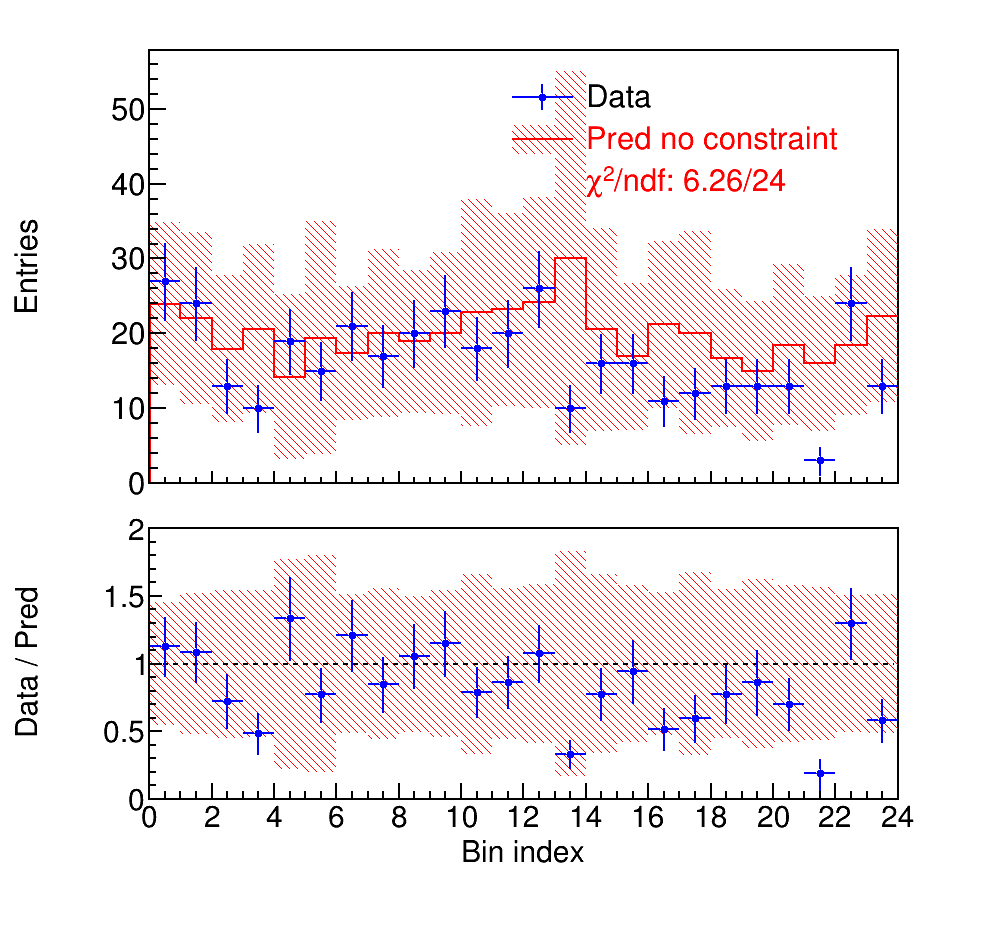 Entries
50
40
30
20
10
0
Data
Pred no constraint
χ²/ndf: 6.26/24
Data / Pred
2
1.5
1
0.5
0
0 2 4 6 8 10 12 14 16 18 20 22 24
Bin index